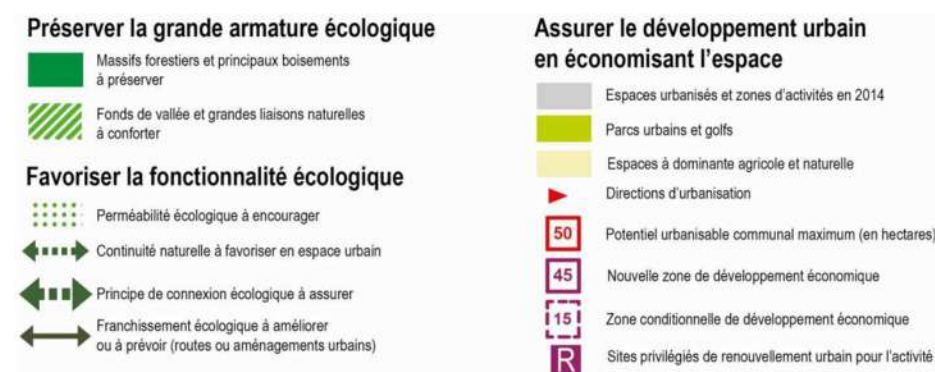 Préserver la grande armature écologique
Massifs forestiers et principaux boisements
à préserver
Fonds de vallée et grandes liaisons naturelles
à conforter
Favoriser la fonctionnalité écologique
Perméabilité écologique à encourager
Continuité naturelle à favoriser en espace urbain
Principe de connexion écologique à assurer
Franchissement écologique à améliorer
ou à prévoir (routes ou aménagements urbains)
Assurer le développement urbain
en économisant l'espace
Espaces urbanisés et zones d'activités en 2014
Parcs urbains et golfs
Espaces à dominante agricole et naturelle
Directions d'urbanisation
50 Potentiel urbanisable communal maximum (en hectares)
45 Nouvelle zone de développement économique
15 Zone conditionnelle de développement économique
R Sites privilégiés de renouvellement urbain pour l'activité